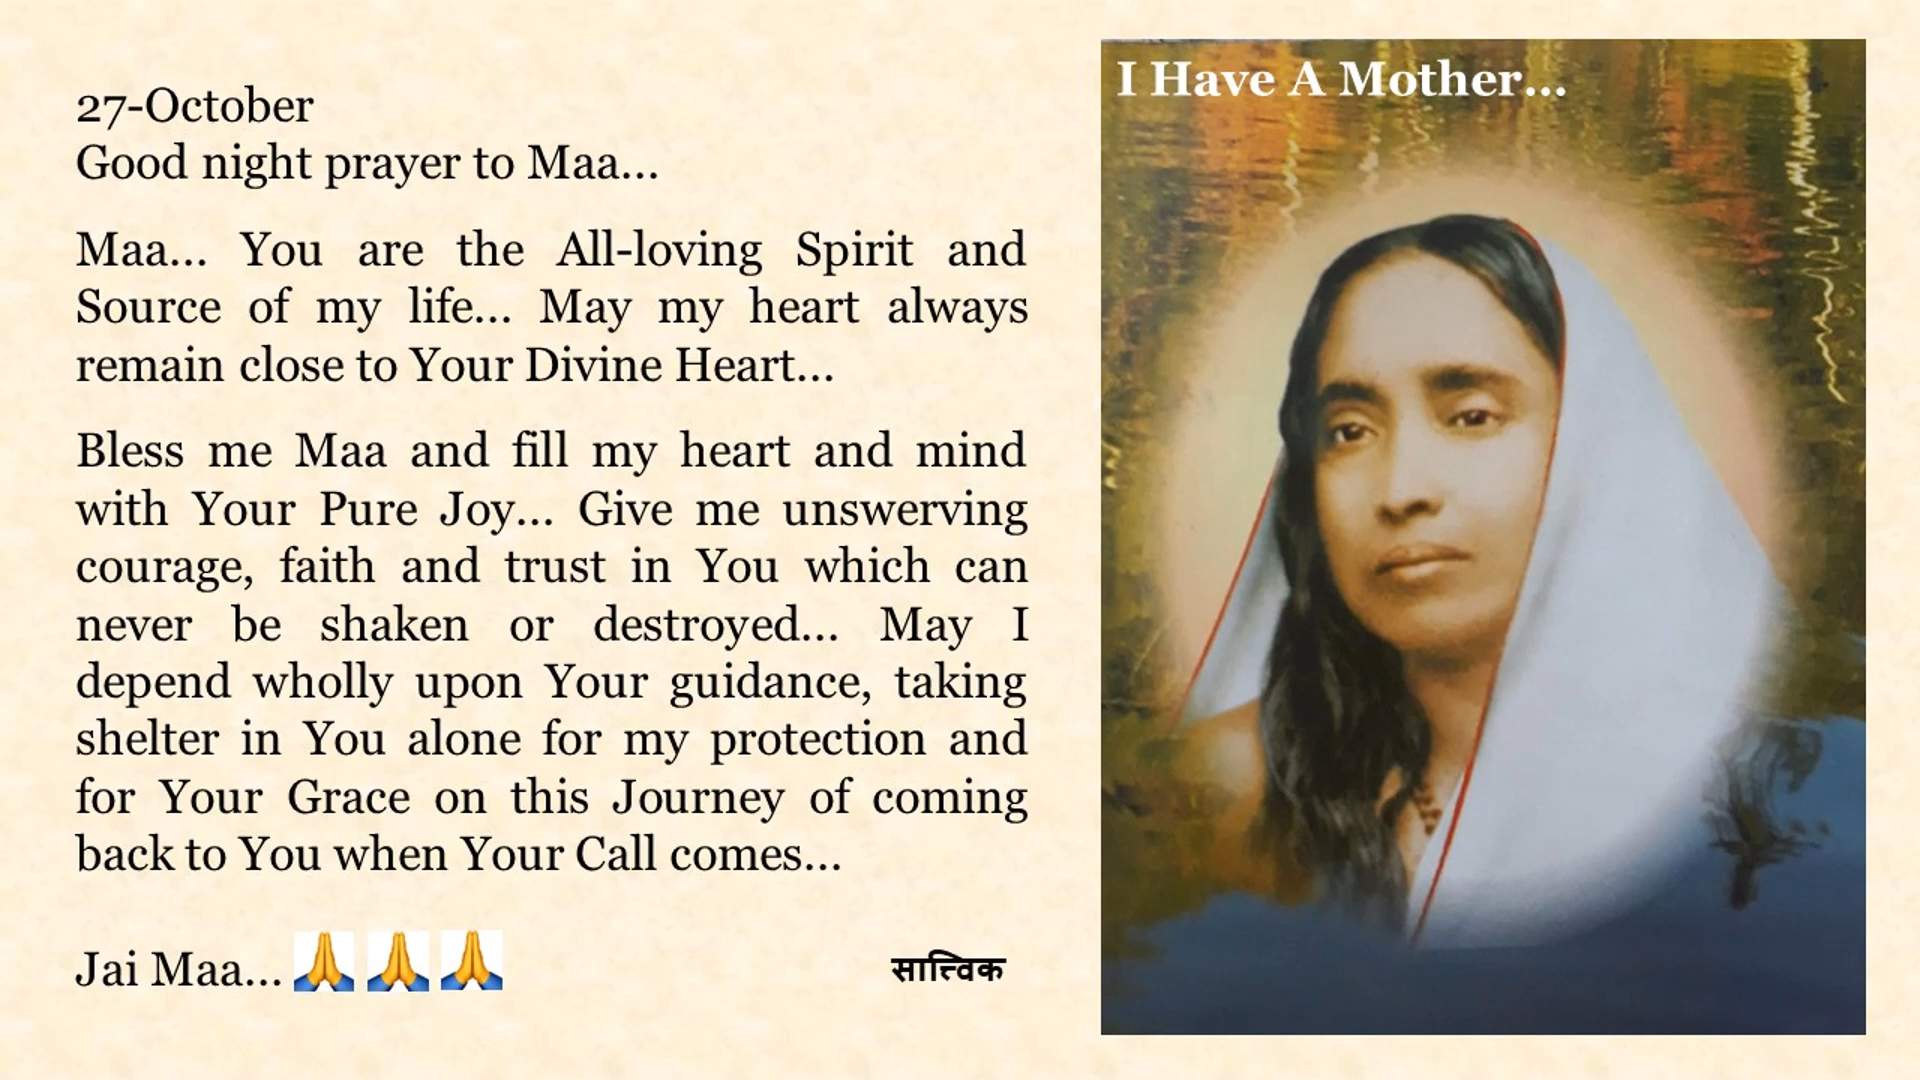 27-October
Good night prayer to Maa...
Maa... You are the All-loving Spirit and
Source of my life... May my heart always
remain close to Your Divine Heart...
Bless me Maa and fill my heart and mind
with Your Pure Joy... Give me unswerving
courage, faith and trust in You which can
never be shaken or destroyed... May I
depend wholly upon Your guidance, taking
shelter in You alone for my protection and
for Your Grace on this Journey of coming
back to You when Your Call comes...
Jai Maa... 🙏 🙏 🙏
सात्त्विक
I Have A Mother...